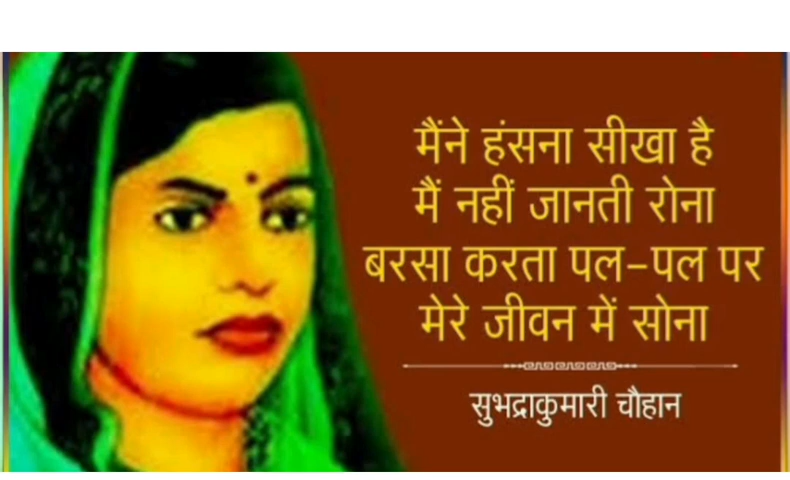 मैंने हंसना सीखा है
मैं नहीं जानती रोना
बरसा करता पल-पल पर
मेरे जीवन में सोना
सुभद्राकुमारी चौहान